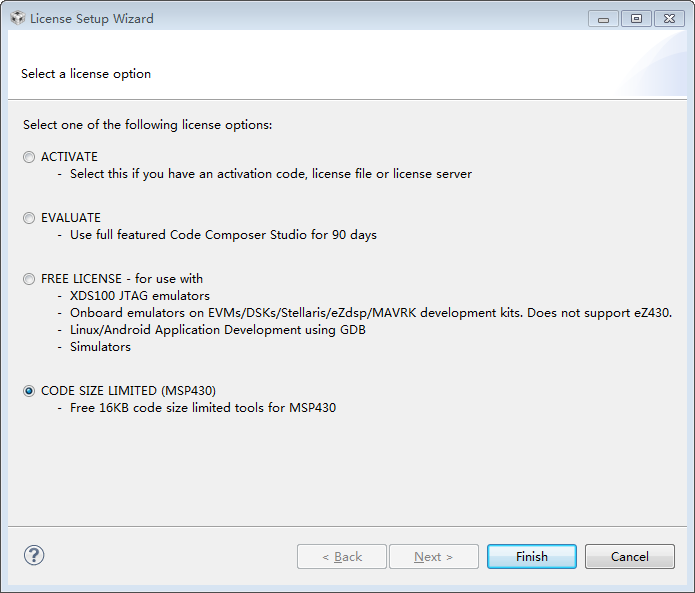 License Setup Wizard
Select a license option
Select one of the following license options:
ACTIVATE
- Select this if you have an activation code, license file or license server
EVALUATE
- Use full featured Code Composer Studio for 90 days
FREE LICENSE - for use with
- XDS100 JTAG emulators
- Onboard emulators on EVMs/DSKs/Stellaris/eZdsp/MAVRK development kits. Does not support eZ430.
- Linux/Android Application Development using GDB
- Simulators
CODE SIZE LIMITED (MSP430)
- Free 16KB code size limited tools for MSP430
? < Back Next > Finish Cancel